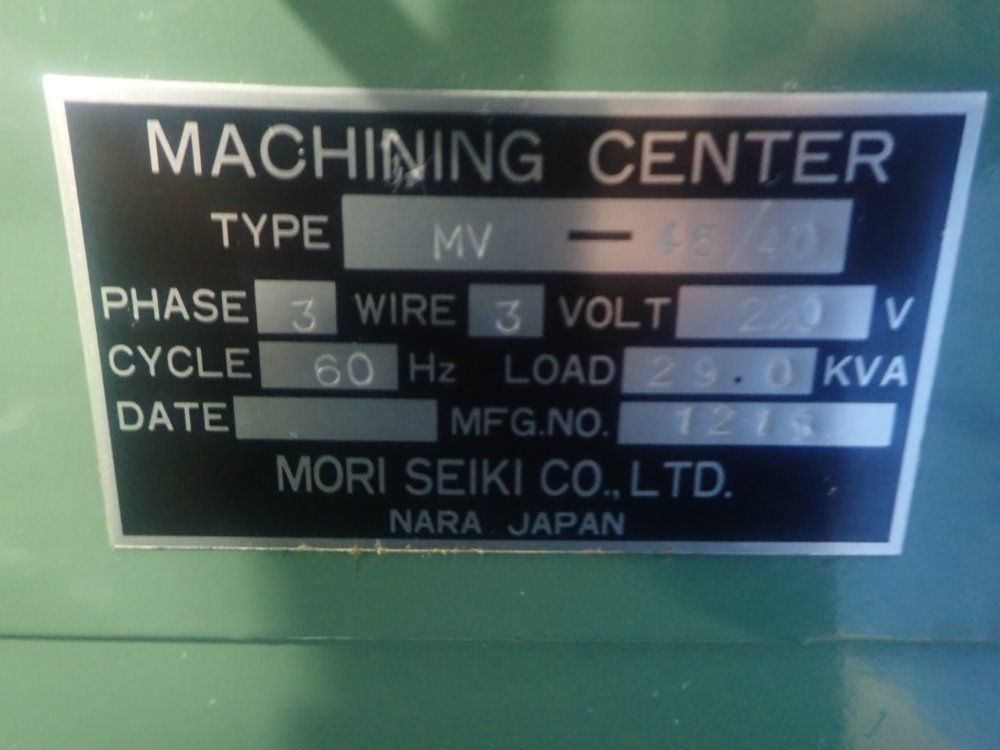 MACHINING CENTER
TYPE MV — 45/40
PHASE 3 WIRE 3 VOLT 220 V
CYCLE 60 Hz LOAD 29.0 KVA
DATE MFG.NO.
MORI SEIKI CO., LTD.
NARA JAPAN